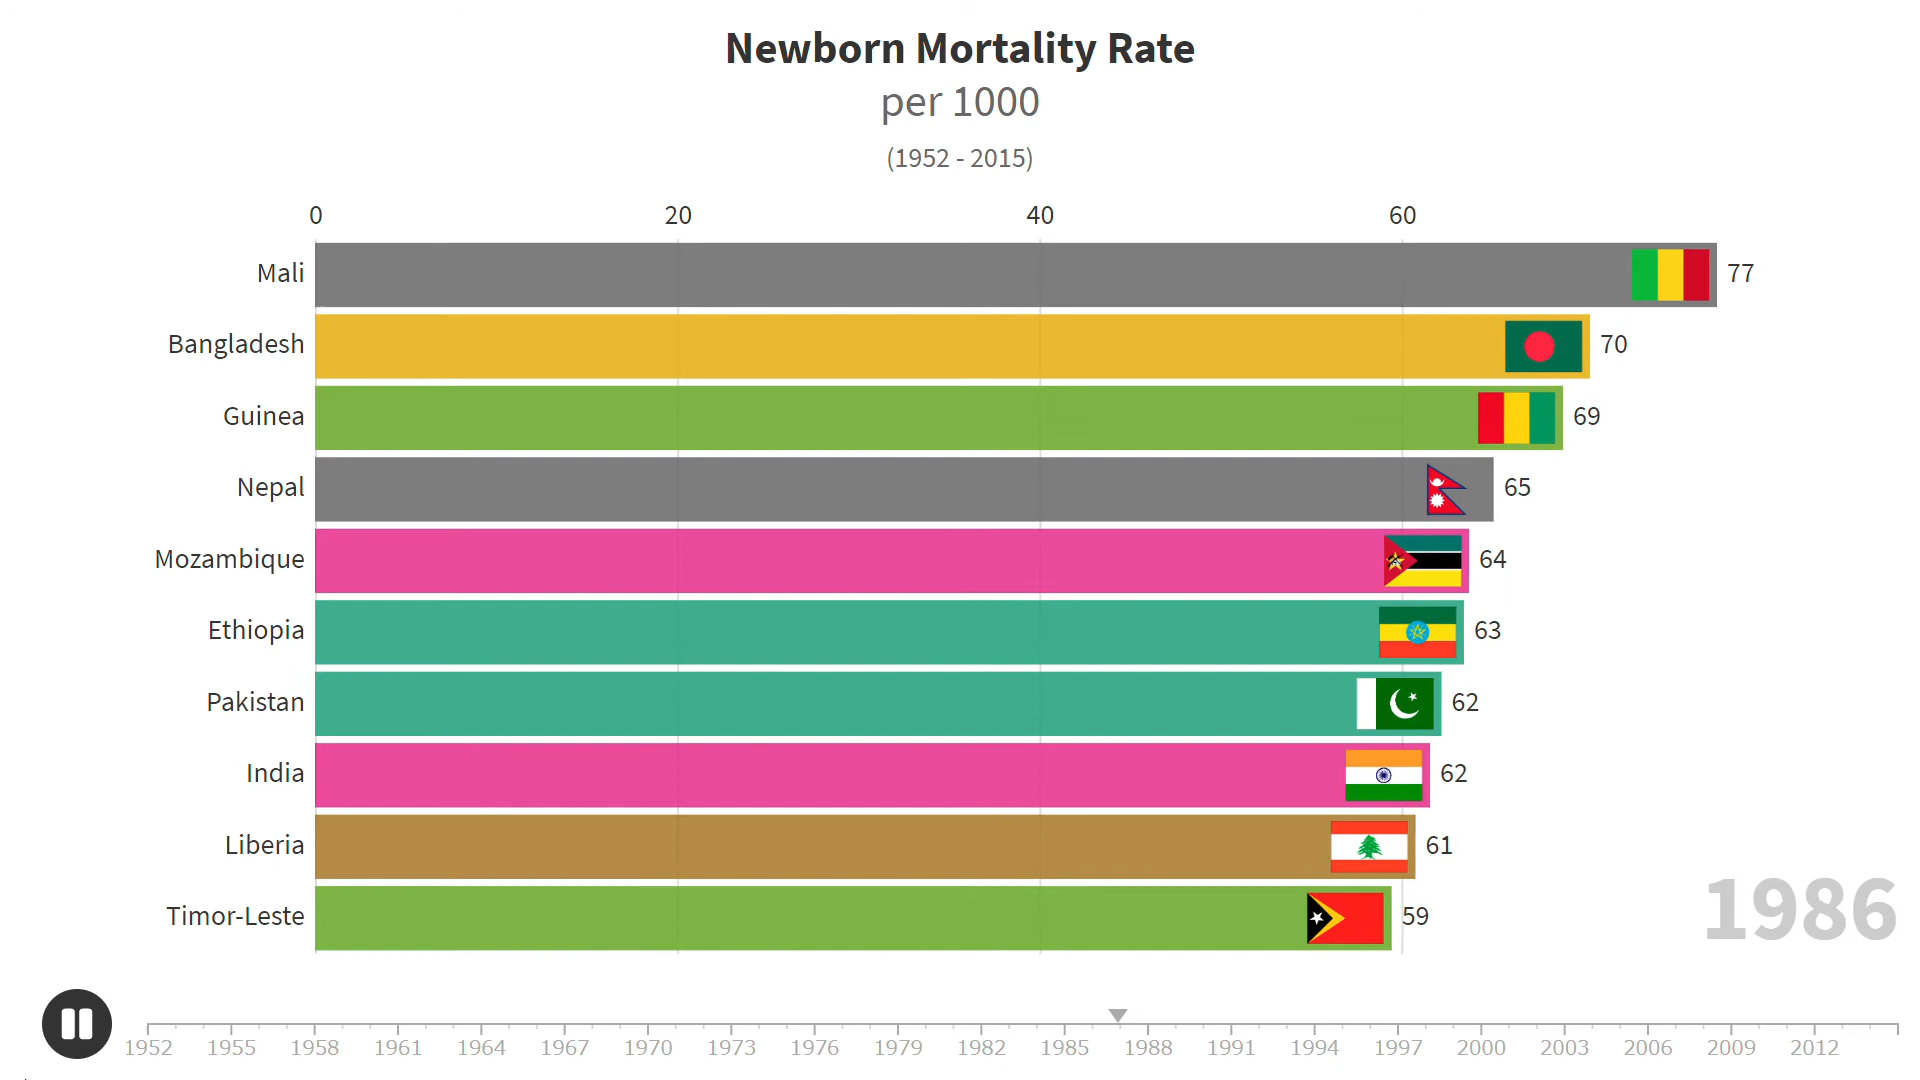 Newborn Mortality Rate
per 1000
(1952 - 2015)
0 20 40 60
Mali 77
Bangladesh 70
Guinea 69
Nepal 65
Mozambique 64
Ethiopia 63
Pakistan 62
India 62
Liberia 61
Timor-Leste 59
1986
1952 1955 1958 1961 1964 1967 1970 1973 1976 1979 1982 1985 1988 1991 1994 1997 2000 2003 2006 2009 2012